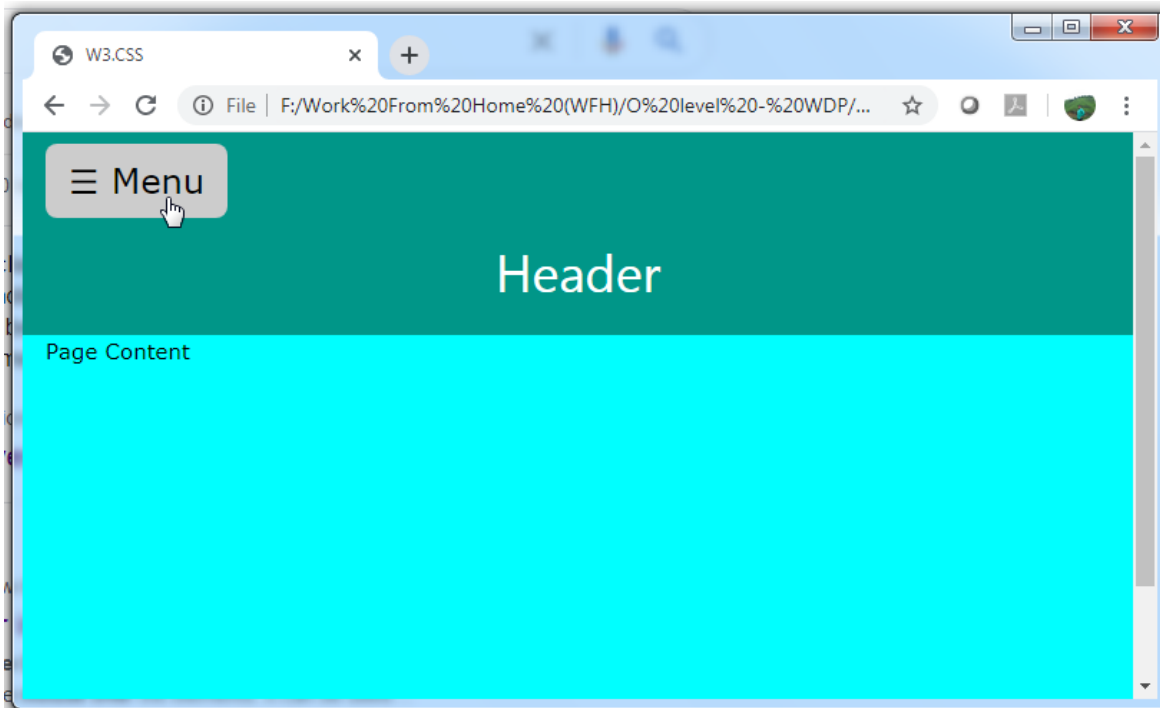 W3.CSS
File F:/Work%20From%20Home%20(WFH)/O%20level%20-%20WDP/...
☰ Menu
Header
Page Content